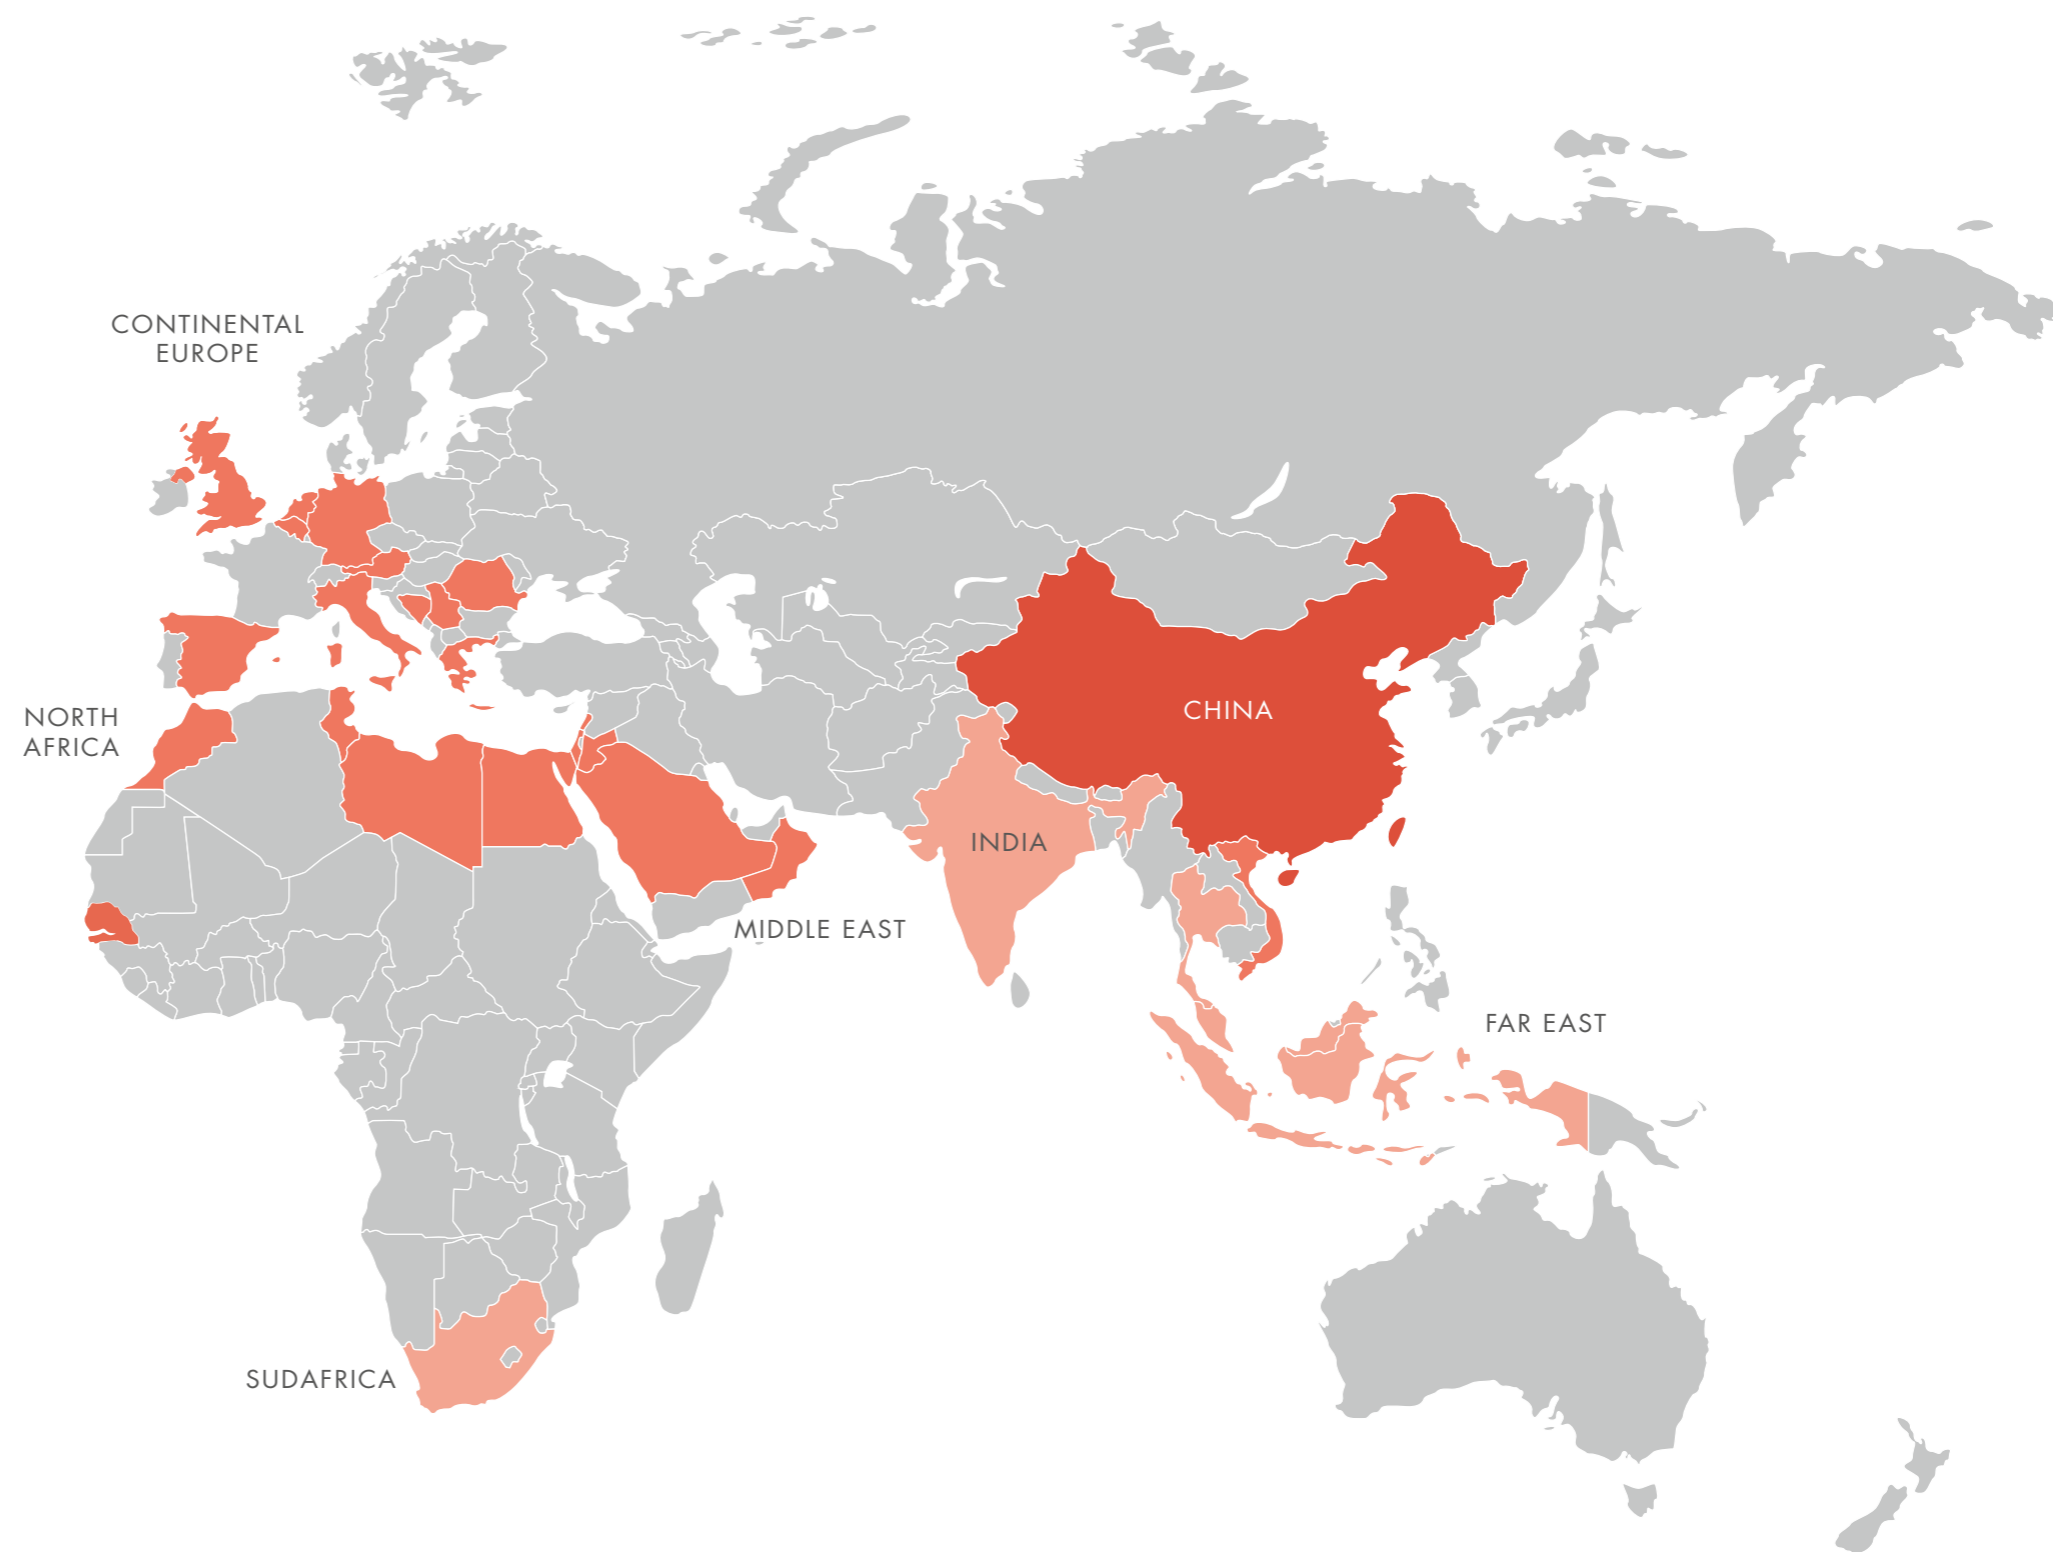 CONTINENTAL
EUROPE
NORTH
AFRICA
CHINA
INDIA
MIDDLE EAST
FAR EAST
SUDAFRICA